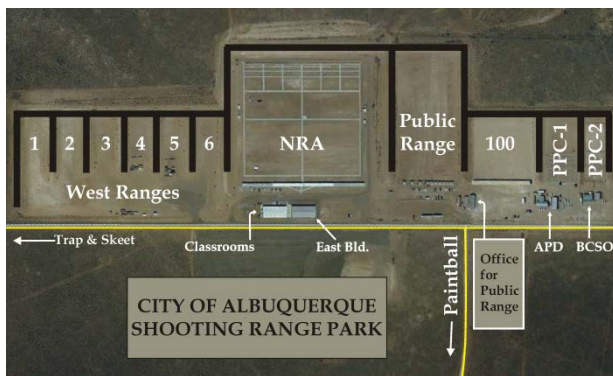 1 2 3 4 5 6
NRA
Public
Range
100
PPC-1
PPC-2
West Ranges
Trap & Skeet
Classrooms
East Bld.
Paintball
Office
for
Public
Range
APD
BCSO
CITY OF ALBUQUERQUE
SHOOTING RANGE PARK